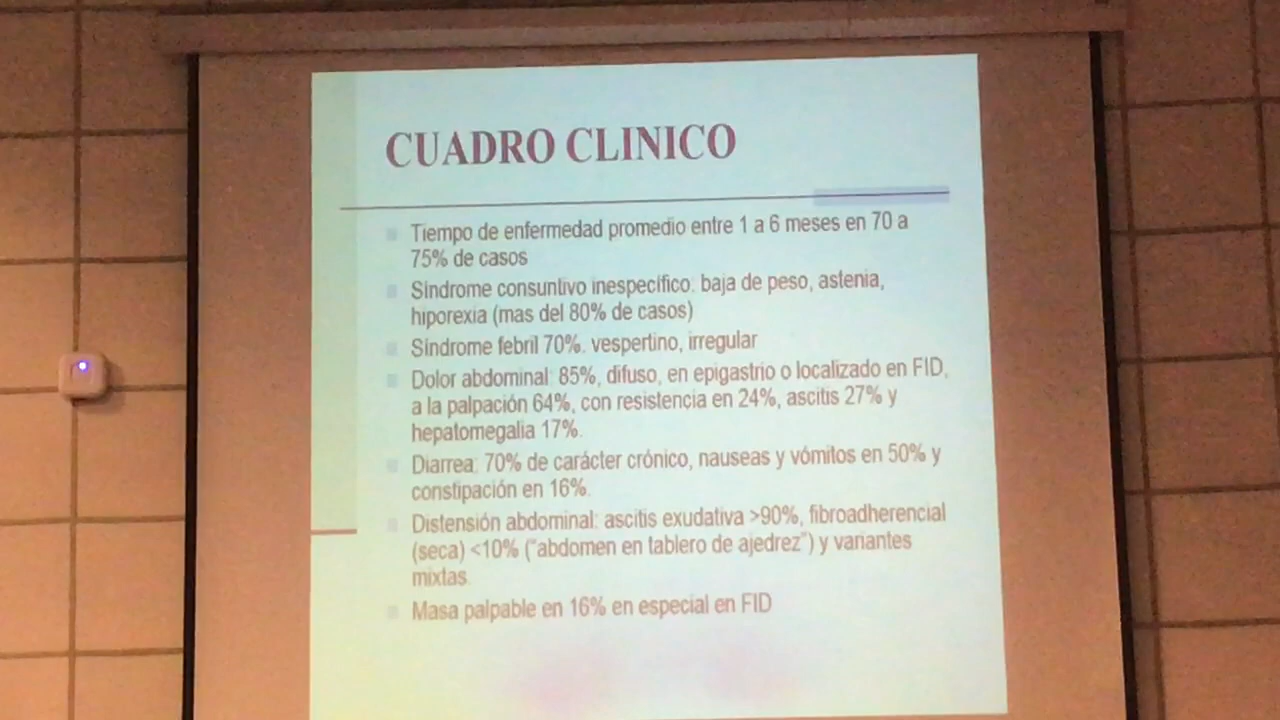 CUADRO CLINICO
Tiempo de enfermedad promedio entre 1 a 6 meses en 70 a
75% de casos
Síndrome consuntivo inespecífico: baja de peso, astenia,
hiporexia (mas del 80% de casos)
Síndrome febril 70%. vespertino, irregular
Dolor abdominal: 85%, difuso, en epigastrio o localizado en FID,
a la palpación 64%, con resistencia en 24%, ascitis 27% y
hepatomegalia 17%.
Diarrea: 70% de carácter crónico, nauseas y vómitos en 50% y
constipación en 16%.
Distensión abdominal: ascitis exudativa >90%, fibroadherencial
(seca) <10% ("abdomen en tablero de ajedrez") y variantes
mixtas.
Masa palpable en 16% en especial en FID